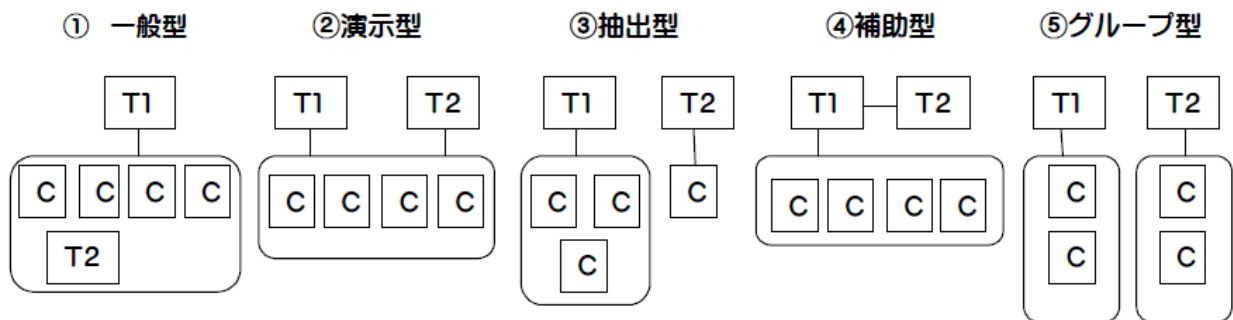 ① 一般型 ②演示型 ③抽出型 ④補助型 ⑤グループ型
T1 T1 T2 T1 T2 T1 T2 T1 T2
C C C C C C C C C C C C C C C C C
T2 C C C